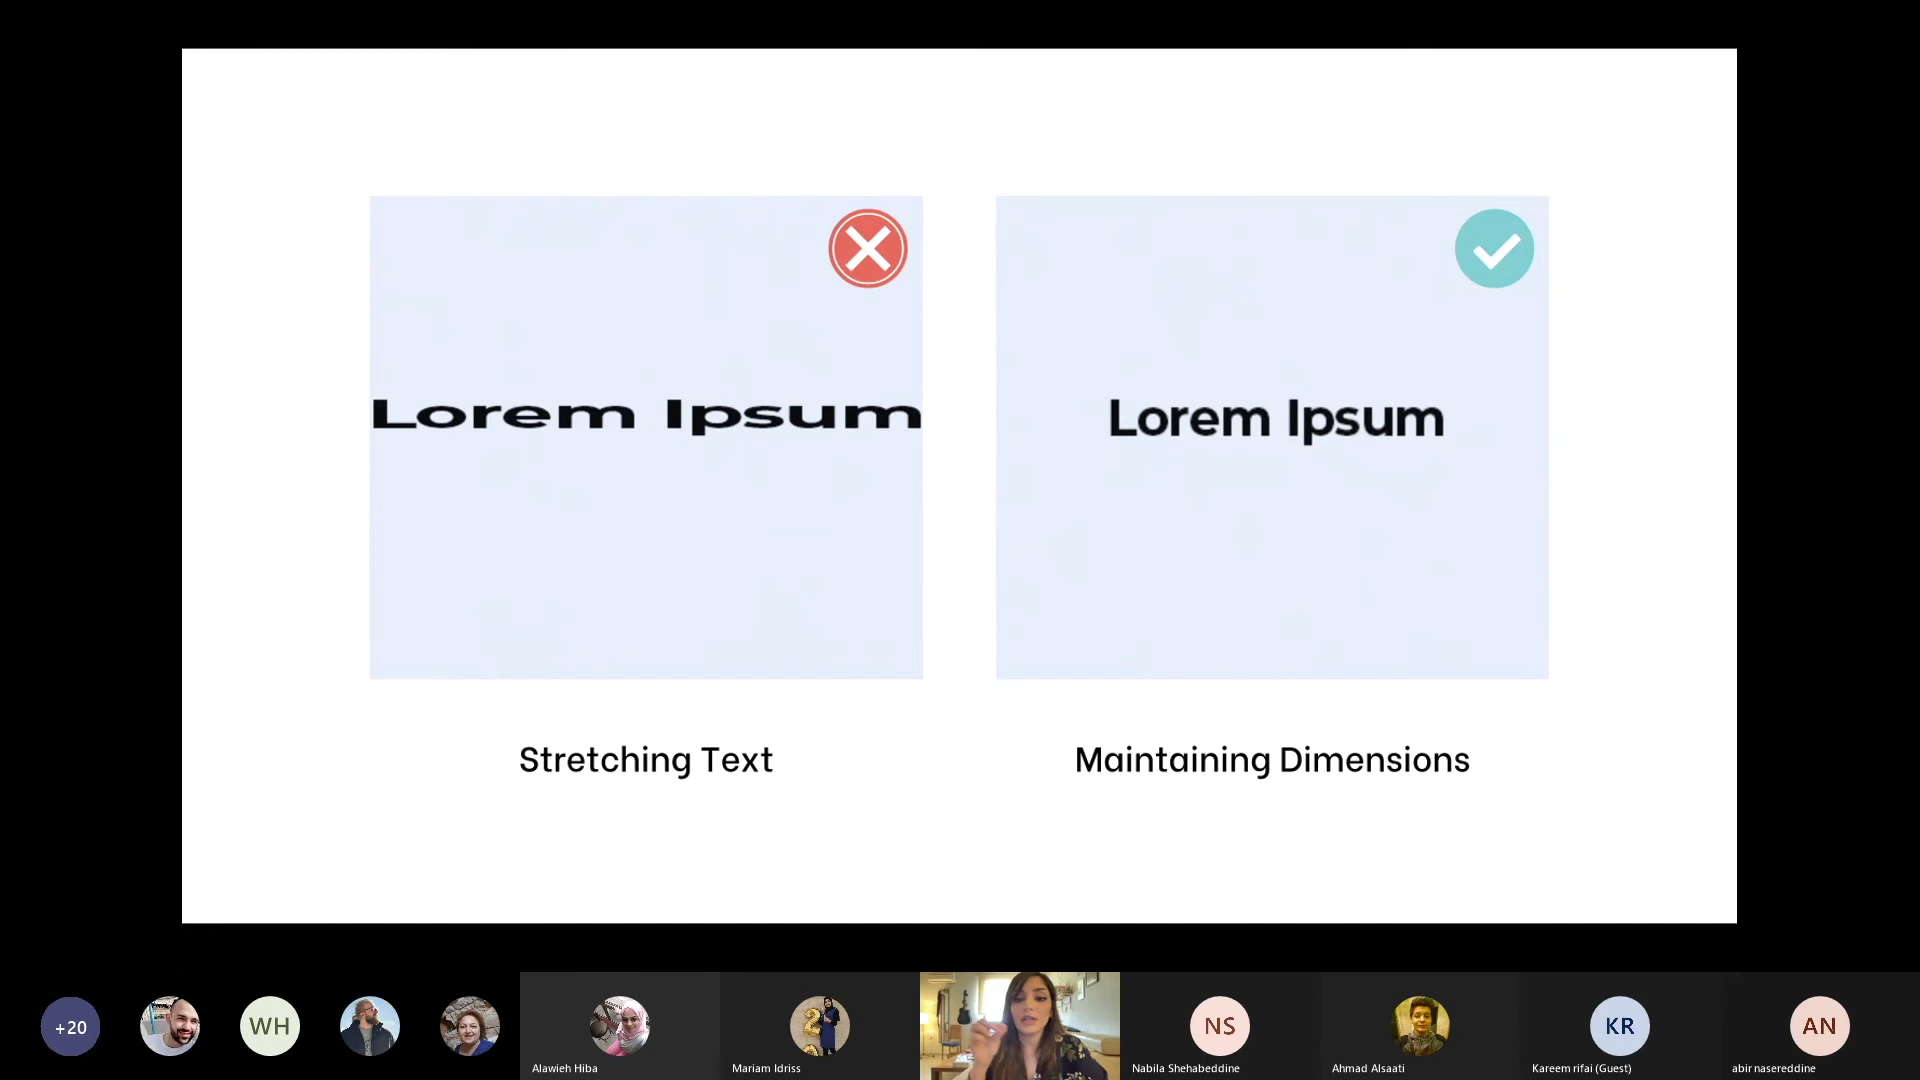 Lorem Ipsum
Lorem Ipsum
Stretching Text
Maintaining Dimensions
+20
WH
NS
KR
AN
Alawieh Hiba
Mariam Idriss
Nabila Shehabeddine
Ahmad Alsaati
Kareem rifai (Guest)
abir nasereddine